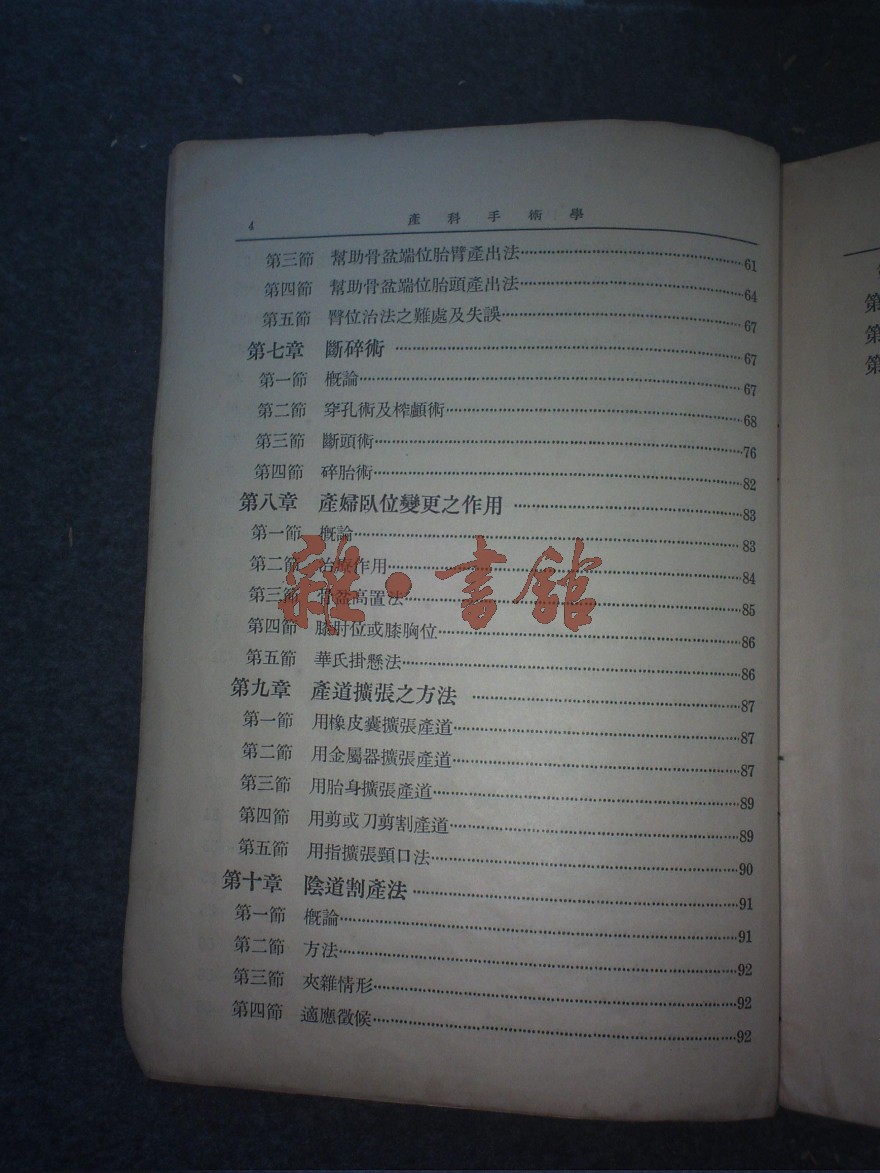 4
產科手術學
第三節 幫助骨盆端位胎臂產出法 61
第四節 幫助骨盆端位胎頭產出法 64
第五節 臀位治法之難處及失誤 67
第七章 斷碎術 67
第一節 概論 67
第二節 穿孔術及榨顱術 68
第三節 斷頭術 76
第四節 碎胎術 82
第八章 產婦臥位變更之作用 83
第一節 概論 83
第二節 治療作用 84
第三節 骨盆高置法 85
第四節 膝肘位或膝胸位 86
第五節 華氏掛懸法 86
第九章 產道擴張之方法 87
第一節 用橡皮囊擴張產道 87
第二節 用金屬器擴張產道 87
第三節 用胎身擴張產道 89
第四節 用剪或刀剪割產道 89
第五節 用指擴張頸口法 90
第十章 陰道割產法 91
第一節 概論 91
第二節 方法 92
第三節 夾雜情形 92
第四節 適應徵候 92
雜·書館
第
第
第